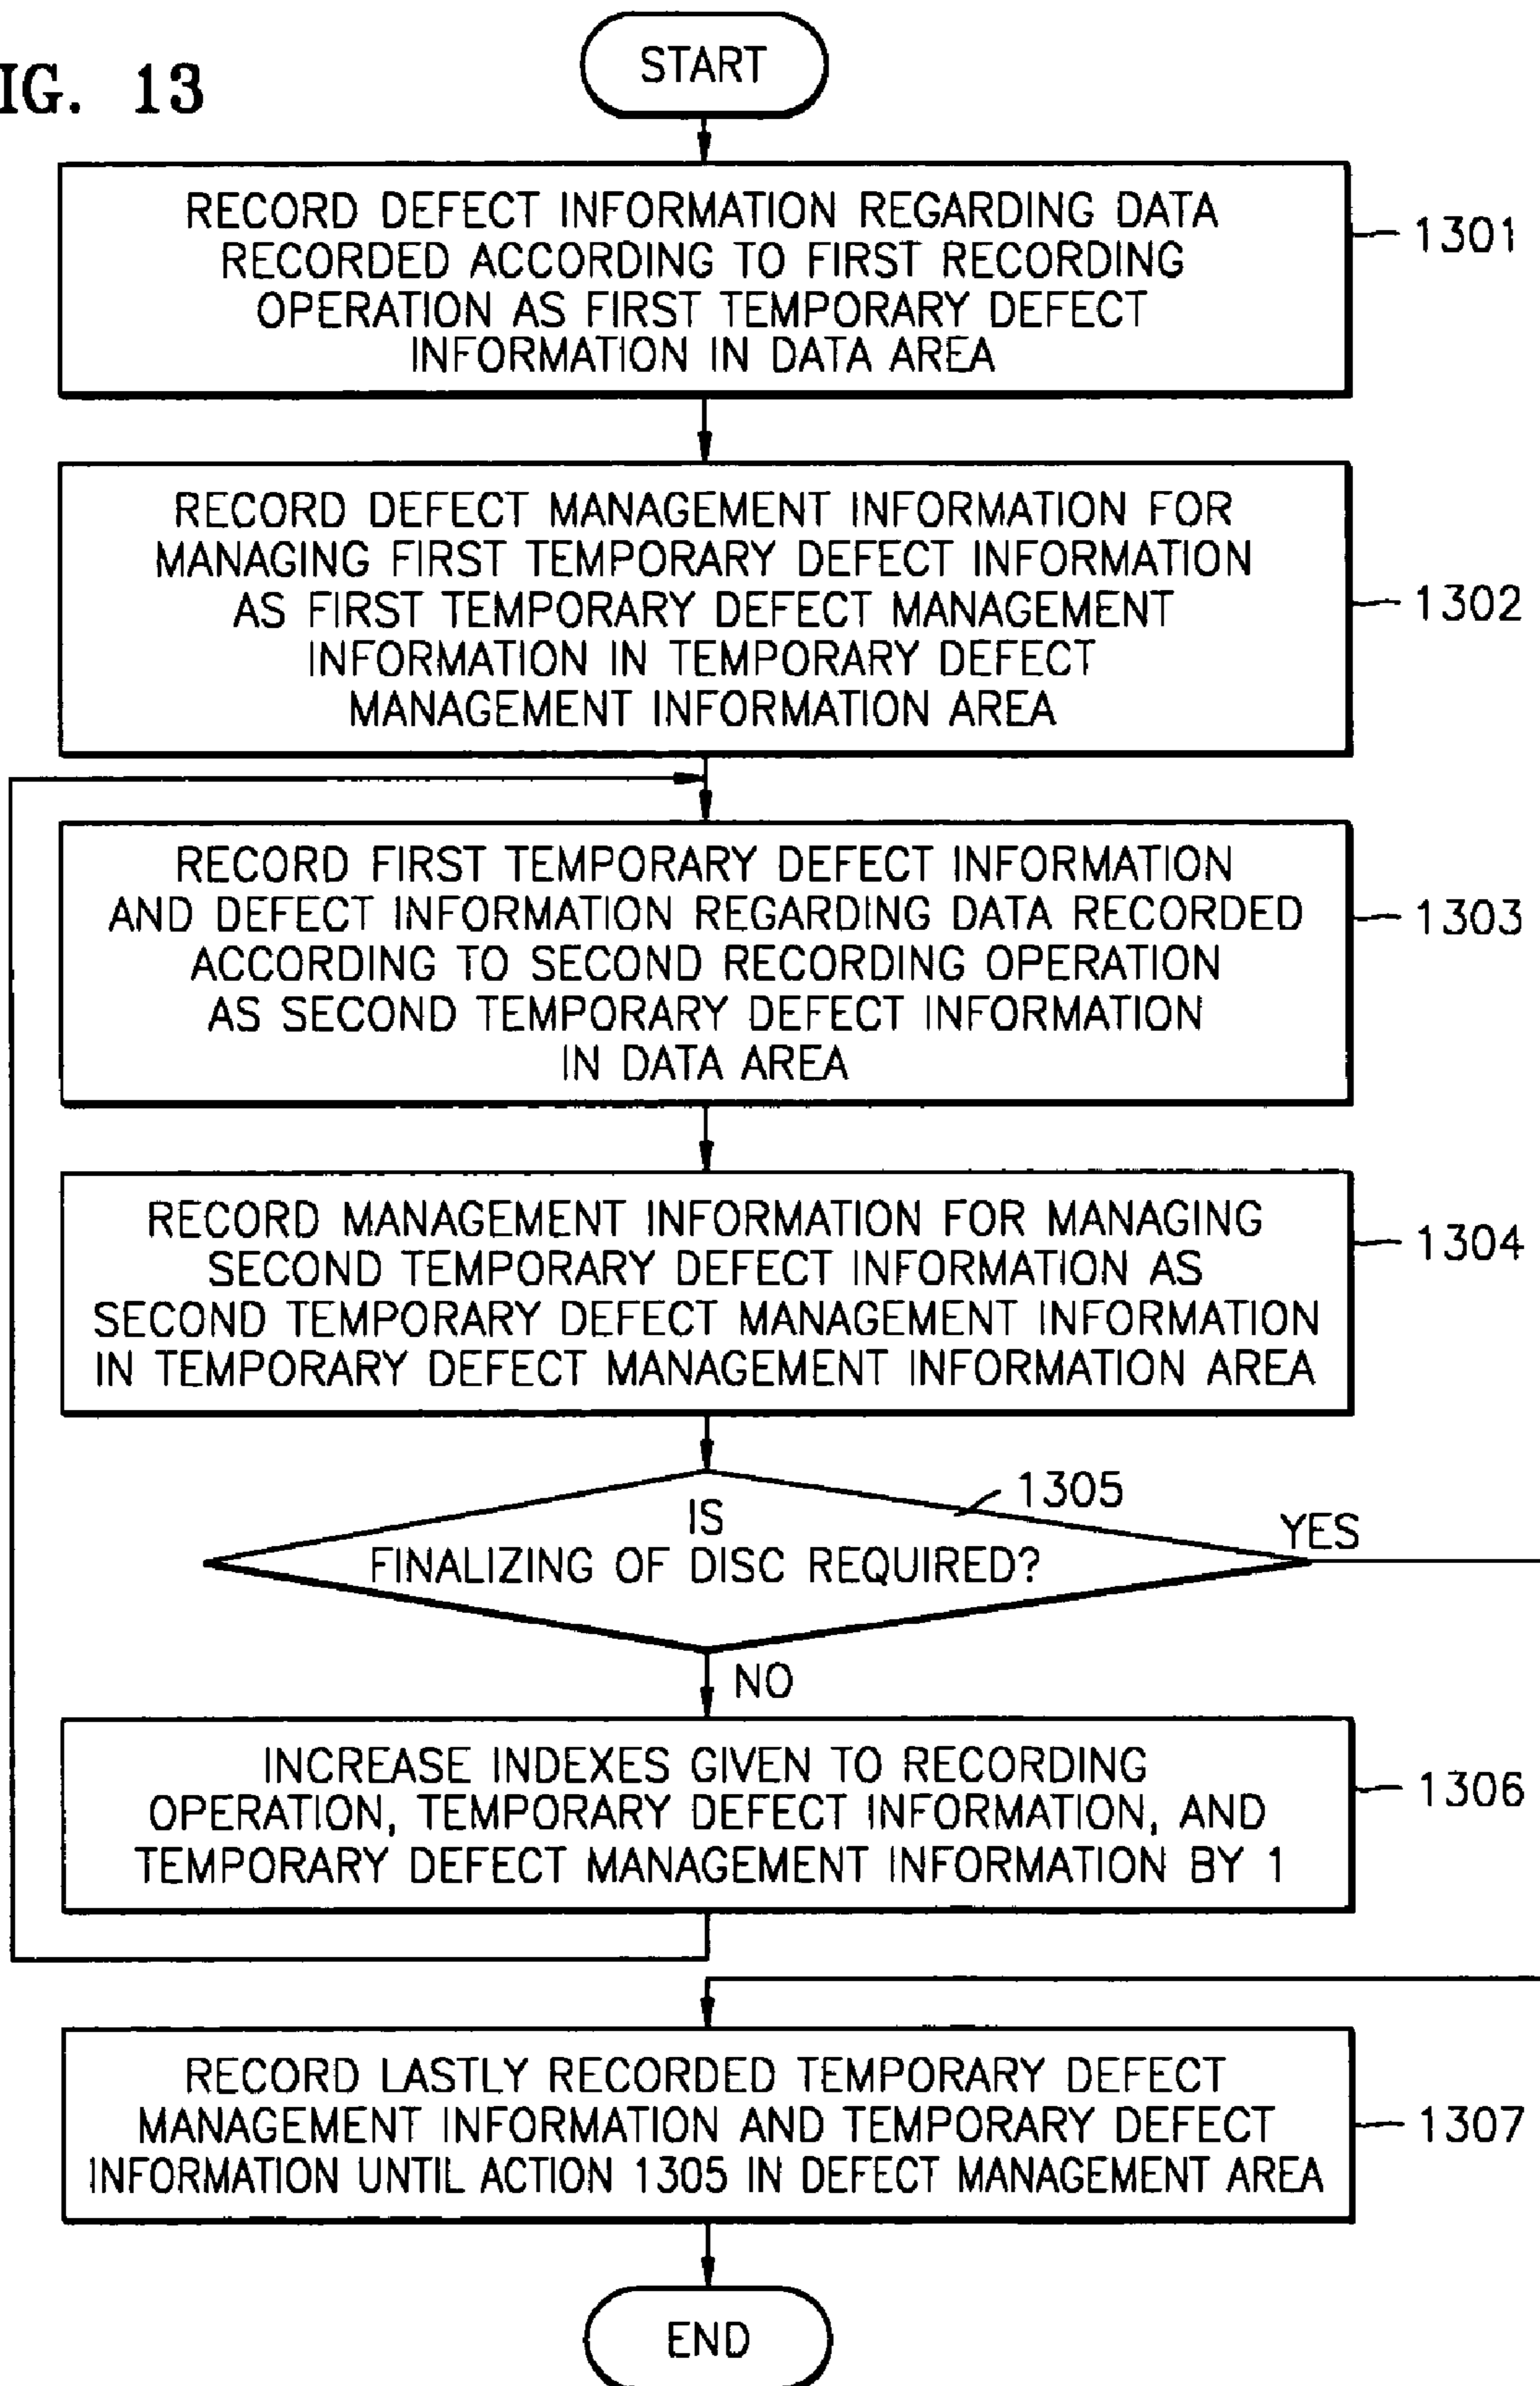 IG. 13
START
RECORD DEFECT INFORMATION REGARDING DATA
RECORDED ACCORDING TO FIRST RECORDING
OPERATION AS FIRST TEMPORARY DEFECT
INFORMATION IN DATA AREA
1301
RECORD DEFECT MANAGEMENT INFORMATION FOR
MANAGING FIRST TEMPORARY DEFECT INFORMATION
AS FIRST TEMPORARY DEFECT MANAGEMENT
INFORMATION IN TEMPORARY DEFECT
MANAGEMENT INFORMATION AREA
1302
RECORD FIRST TEMPORARY DEFECT INFORMATION
AND DEFECT INFORMATION REGARDING DATA RECORDED
ACCORDING TO SECOND RECORDING OPERATION
AS SECOND TEMPORARY DEFECT INFORMATION
IN DATA AREA
1303
RECORD MANAGEMENT INFORMATION FOR MANAGING
SECOND TEMPORARY DEFECT INFORMATION AS
SECOND TEMPORARY DEFECT MANAGEMENT INFORMATION
IN TEMPORARY DEFECT MANAGEMENT INFORMATION AREA
1304
1305
IS
FINALIZING OF DISC REQUIRED?
YES
NO
INCREASE INDEXES GIVEN TO RECORDING
OPERATION, TEMPORARY DEFECT INFORMATION, AND
TEMPORARY DEFECT MANAGEMENT INFORMATION BY 1
1306
RECORD LASTLY RECORDED TEMPORARY DEFECT
MANAGEMENT INFORMATION AND TEMPORARY DEFECT
INFORMATION UNTIL ACTION 1305 IN DEFECT MANAGEMENT AREA
1307
END